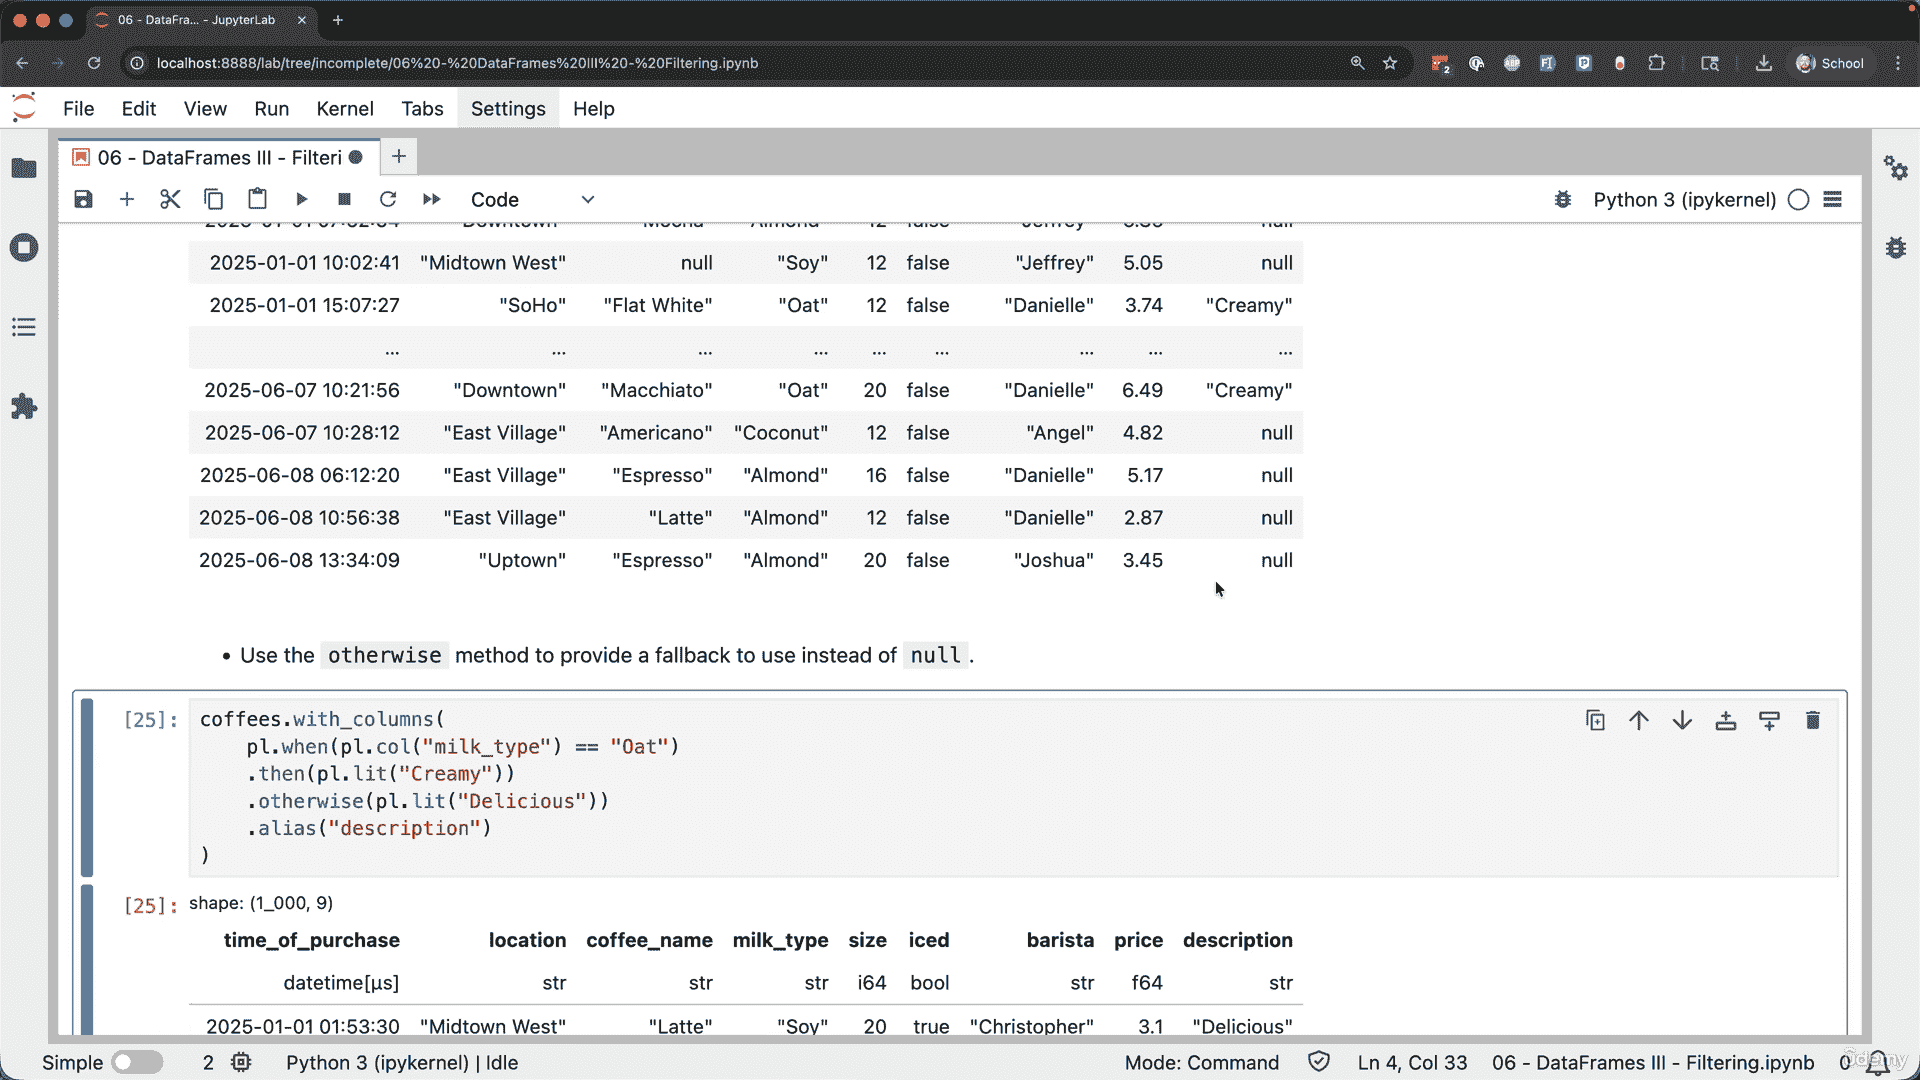 06 - DataFra... - JupyterLab
localhost:8888/lab/tree/incomplete/06%20-%20DataFrames%20III%20-%20Filtering.ipynb
2
ABP
School
File Edit View Run Kernel Tabs Settings Help
06 - DataFrames III - Filteri
Code
Python 3 (ipykernel)
2025-01-01 10:02:41 "Midtown West" null "Soy" 12 false "Jeffrey" 5.05 null
2025-01-01 15:07:27 "SoHo" "Flat White" "Oat" 12 false "Danielle" 3.74 "Creamy"
... ... ... ... ... ... ... ... ...
2025-06-07 10:21:56 "Downtown" "Macchiato" "Oat" 20 false "Danielle" 6.49 "Creamy"
2025-06-07 10:28:12 "East Village" "Americano" "Coconut" 12 false "Angel" 4.82 null
2025-06-08 06:12:20 "East Village" "Espresso" "Almond" 16 false "Danielle" 5.17 null
2025-06-08 10:56:38 "East Village" "Latte" "Almond" 12 false "Danielle" 2.87 null
2025-06-08 13:34:09 "Uptown" "Espresso" "Almond" 20 false "Joshua" 3.45 null
• Use the otherwise method to provide a fallback to use instead of null.
[25]: coffees.with_columns(
pl.when(pl.col("milk_type") == "Oat")
.then(pl.lit("Creamy"))
.otherwise(pl.lit("Delicious"))
.alias("description")
)
[25]: shape: (1_000, 9)
time_of_purchase location coffee_name milk_type size iced barista price description
datetime[μs] str str str i64 bool str f64 str
2025-01-01 01:53:30 "Midtown West" "Latte" "Soy" 20 true "Christopher" 3.1 "Delicious"
Simple 2 Python 3 (ipykernel) | Idle Mode: Command Ln 4, Col 33 06 - DataFrames III - Filtering.ipynb 0